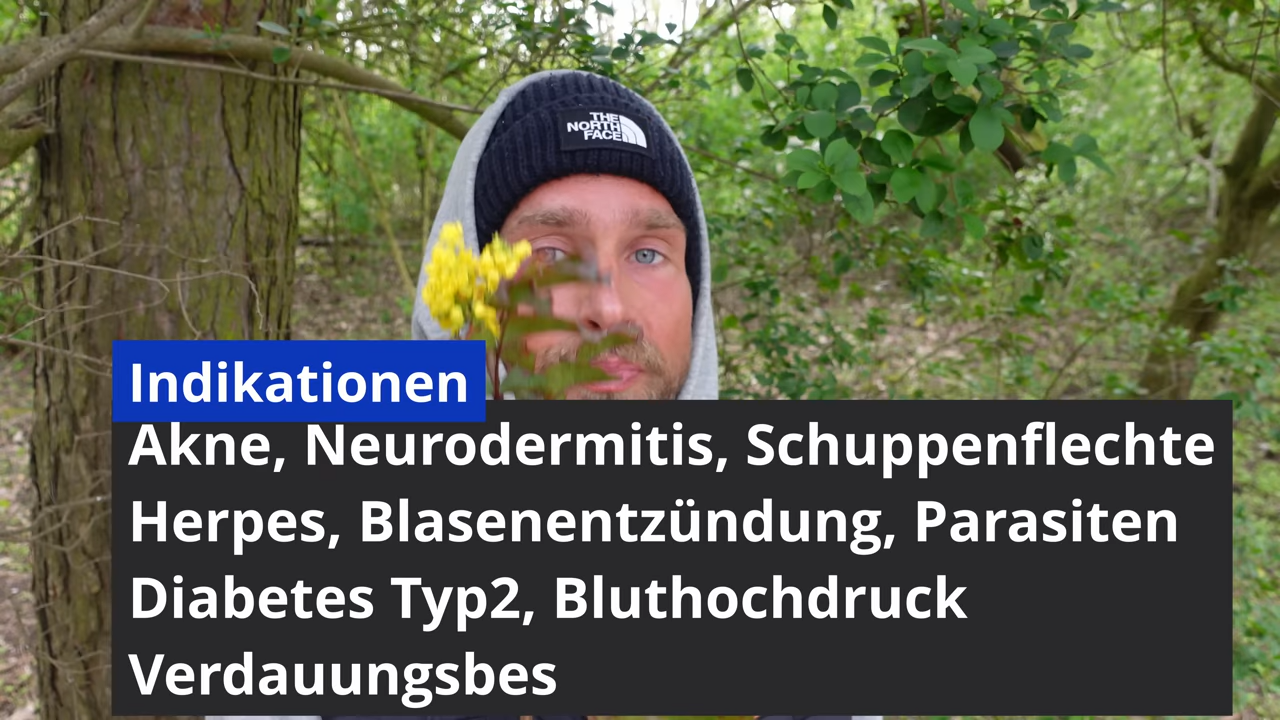 THE
NORTH
FACE
Indikationen
Akne, Neurodermitis, Schuppenflechte
Herpes, Blasenentzündung, Parasiten
Diabetes Typ2, Bluthochdruck
Verdauungsbes